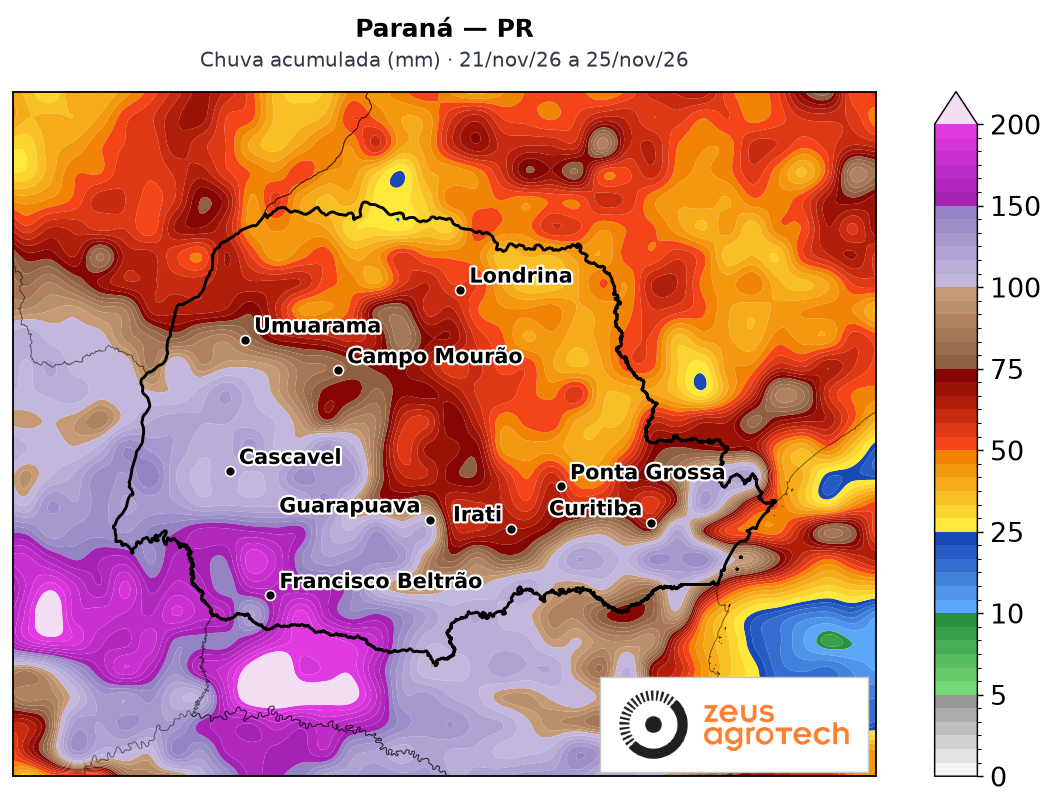 Paraná — PR
Chuva acumulada (mm) · 21/nov/26 a 25/nov/26
Londrina
Umuarama
Campo Mourão
Cascavel
Ponta Grossa
Guarapuava
Irati
Curitiba
Francisco Beltrão
200
150
100
75
50
25
10
5
0
zeus
agrotech